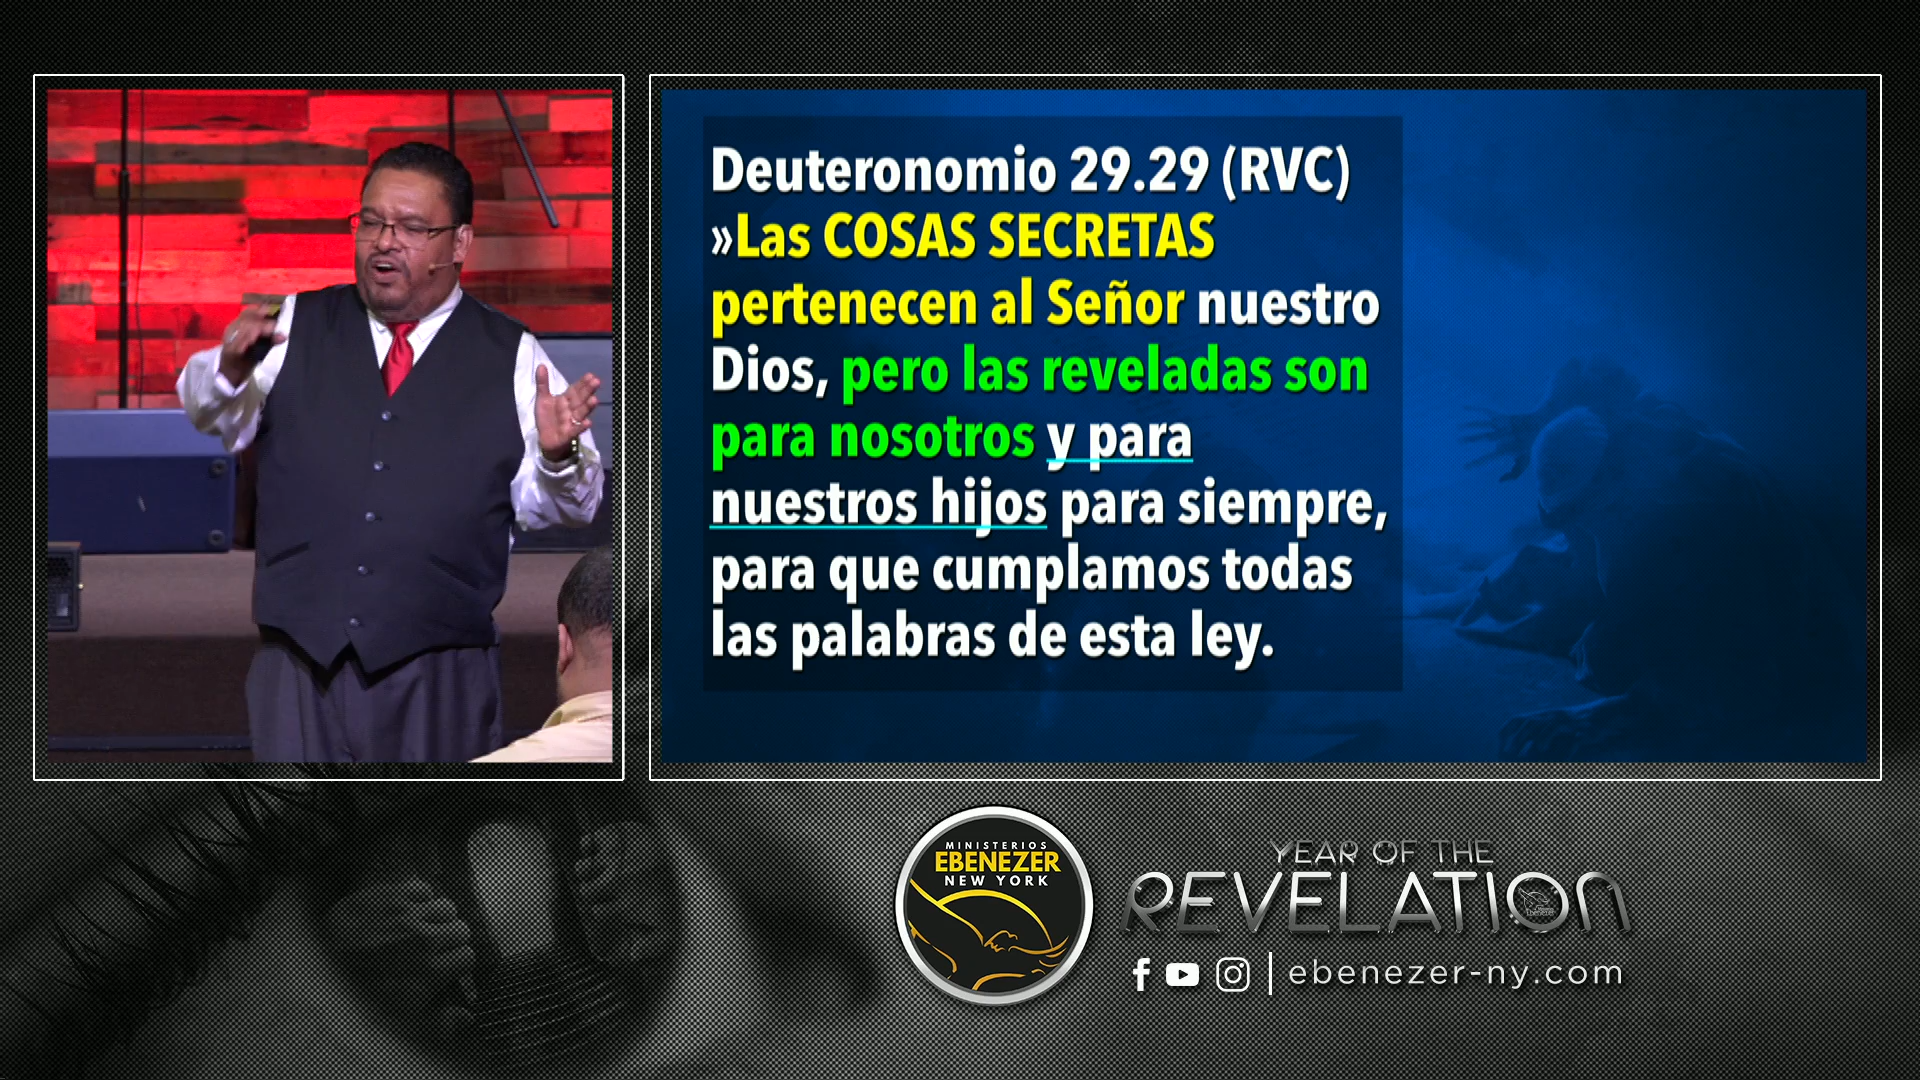 Deuteronomio 29.29 (RVC)
»Las COSAS SECRETAS
pertenecen al Señor nuestro
Dios, pero las reveladas son
para nosotros y para
nuestros hijos para siempre,
para que cumplamos todas
las palabras de esta ley.
MINISTERIOS
EBENEZER
NEW YORK
YEAR OF THE
REVELATION
ebenezer-ny.com